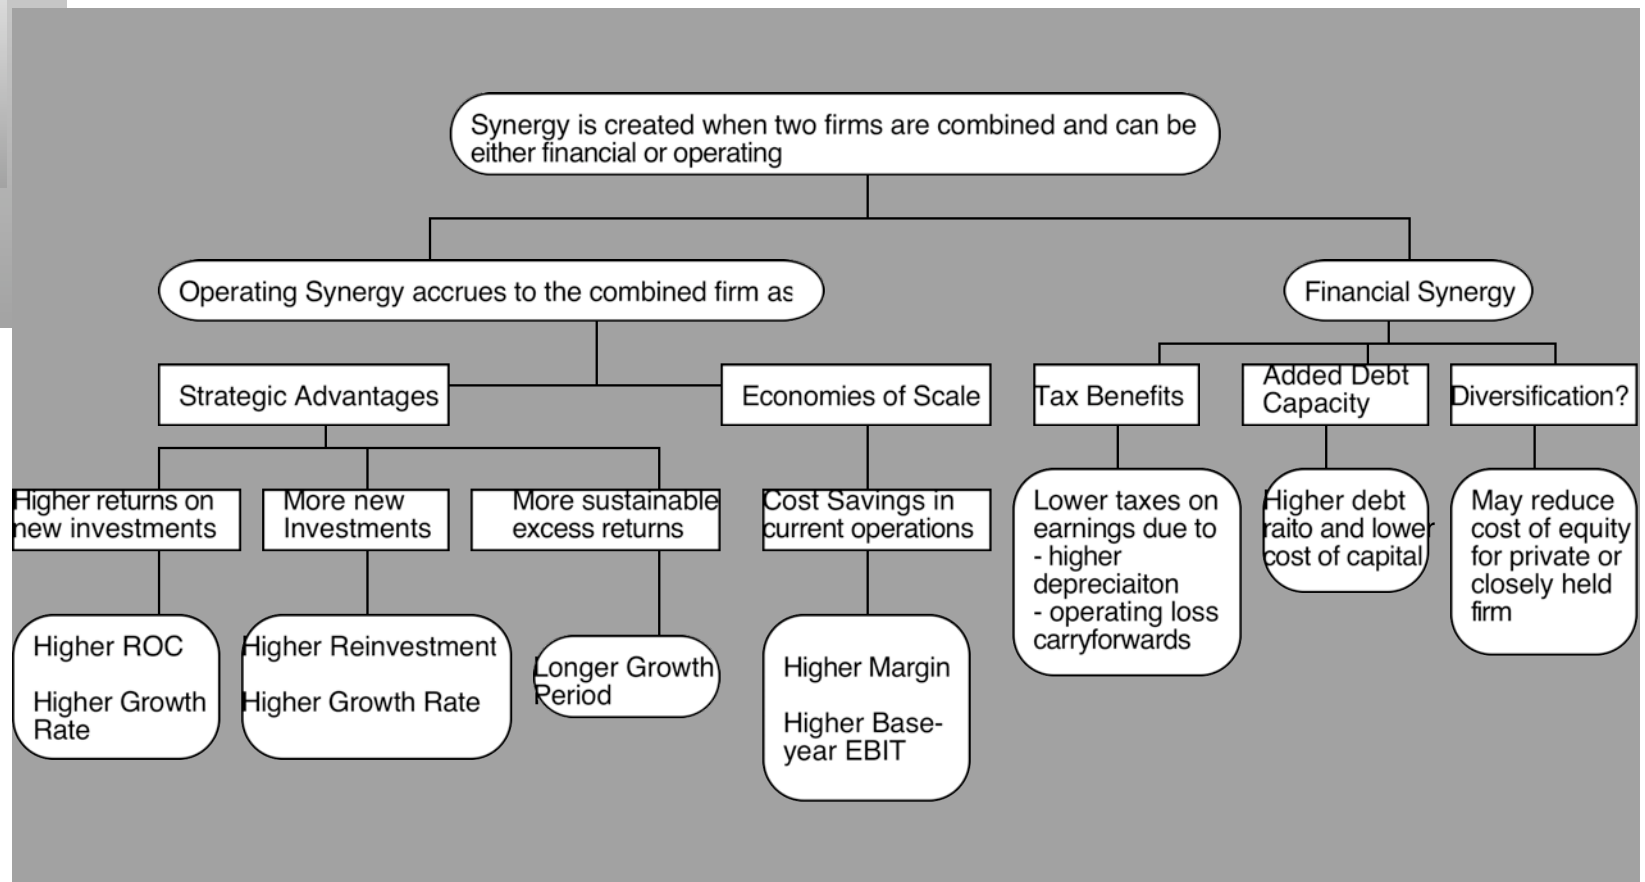 Synergy is created when two firms are combined and can be
either financial or operating
Operating Synergy accrues to the combined firm as
Financial Synergy
Strategic Advantages
Economies of Scale
Tax Benefits
Added Debt
Capacity
Diversification?
Higher returns on
new investments
More new
Investments
More sustainable
excess returns
Cost Savings in
current operations
Lower taxes on
earnings due to
- higher
depreciaiton
- operating loss
carryforwards
Higher debt
raito and lower
cost of capital
May reduce
cost of equity
for private or
closely held
firm
Higher ROC
Higher Growth
Rate
Higher Reinvestment
Higher Growth Rate
Longer Growth
Period
Higher Margin
Higher Base-
year EBIT